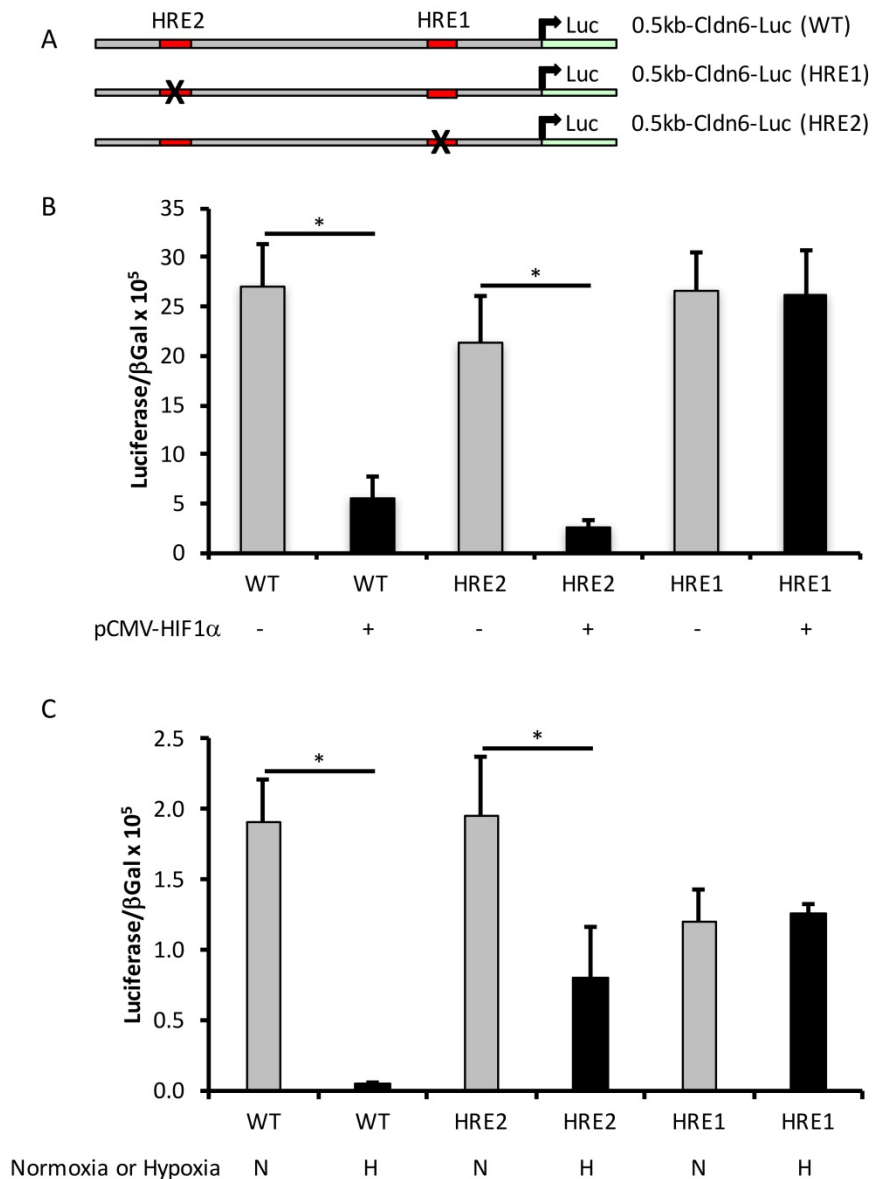 A
HRE2 HRE1
Luc 0.5kb-Cldn6-Luc (WT)
X Luc 0.5kb-Cldn6-Luc (HRE1)
X Luc 0.5kb-Cldn6-Luc (HRE2)
B
Luciferase/βGal x 10⁵
35
30
25
20
15
10
5
0
* *
WT WT HRE2 HRE2 HRE1 HRE1
pCMV-HIF1α - + - + - +
C
Luciferase/βGal x 10⁵
2.5
2.0
1.5
1.0
0.5
0.0
* *
WT WT HRE2 HRE2 HRE1 HRE1
Normoxia or Hypoxia N H N H N H